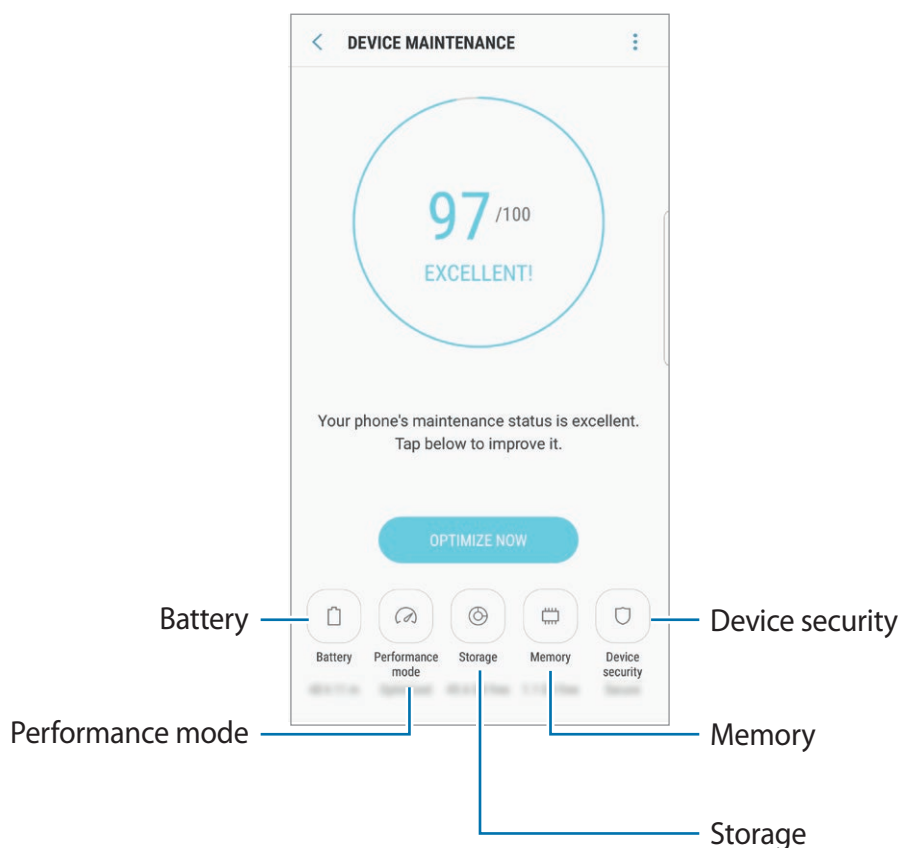 DEVICE MAINTENANCE
97 /100
EXCELLENT!
Your phone's maintenance status is excellent.
Tap below to improve it.
OPTIMIZE NOW
Battery
Device security
Battery
Performance
mode
Storage
Memory
Device
security
Performance mode
Memory
Storage